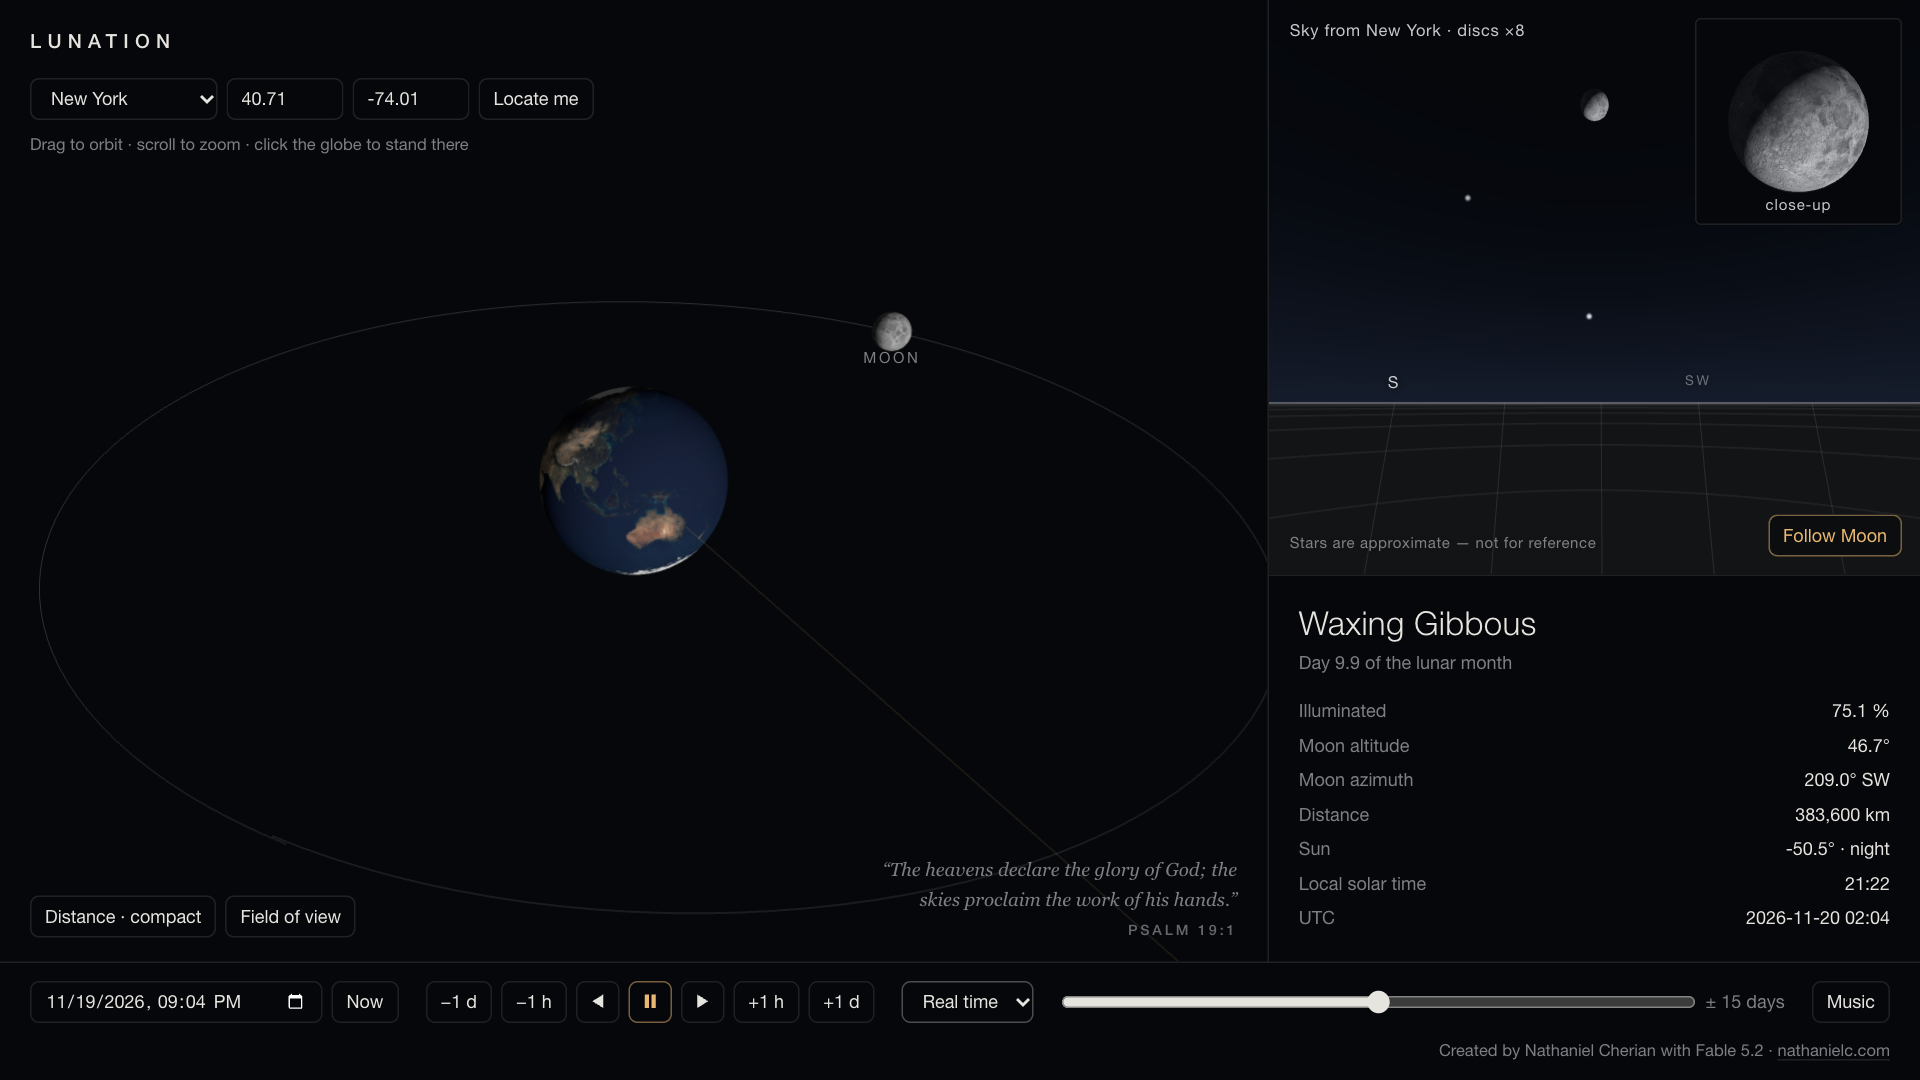 LUNATION
New York
40.71
-74.01
Locate me
Drag to orbit · scroll to zoom · click the globe to stand there
MOON
“The heavens declare the glory of God; the
skies proclaim the work of his hands.”
PSALM 19:1
Distance · compact
Field of view
Sky from New York · discs ×8
close-up
S
SW
Stars are approximate — not for reference
Follow Moon
Waxing Gibbous
Day 9.9 of the lunar month
Illuminated 75.1 %
Moon altitude 46.7°
Moon azimuth 209.0° SW
Distance 383,600 km
Sun -50.5° · night
Local solar time 21:22
UTC 2026-11-20 02:04
11/19/2026, 09:04 PM
Now
−1 d
−1 h
+1 h
+1 d
Real time
± 15 days
Music
Created by Nathaniel Cherian with Fable 5.2 · nathanielc.com